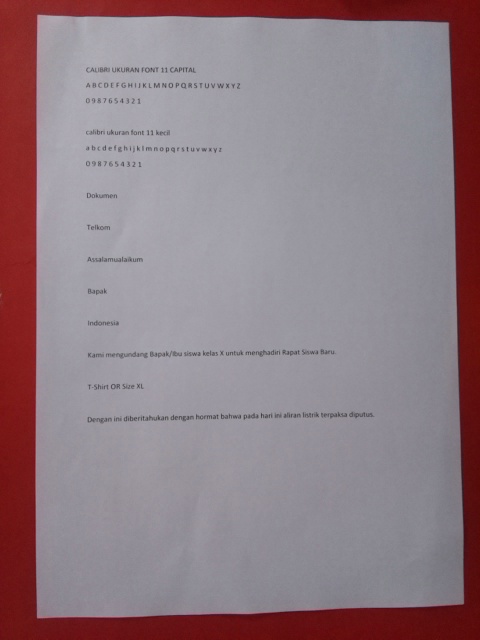 CALIBRI UKURAN FONT 11 CAPITAL
A B C D E F G H I J K L M N O P Q R S T U V W X Y Z
0 9 8 7 6 5 4 3 2 1
calibri ukuran font 11 kecil
a b c d e f g h i j k l m n o p q r s t u v w x y z
0 9 8 7 6 5 4 3 2 1
Dokumen
Telkom
Assalamualaikum
Bapak
Indonesia
Kami mengundang Bapak/Ibu siswa kelas X untuk menghadiri Rapat Siswa Baru.
T-Shirt OR Size XL
Dengan ini diberitahukan dengan hormat bahwa pada hari ini aliran listrik terpaksa diputus.